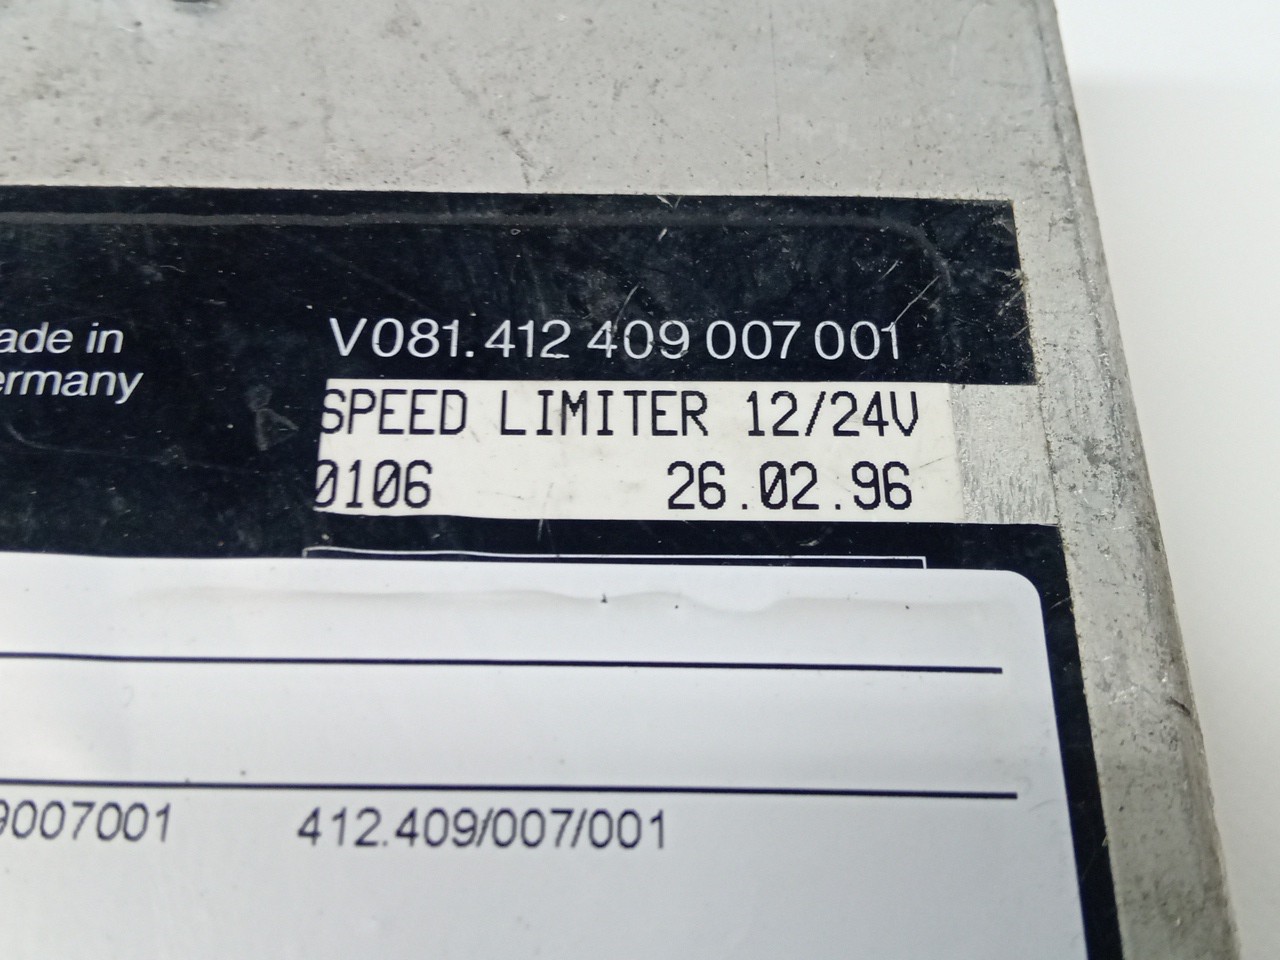 ade in
ermany
V081.412 409 007 001
SPEED LIMITER 12/24V
0106 26.02.96
9007001 412.409/007/001